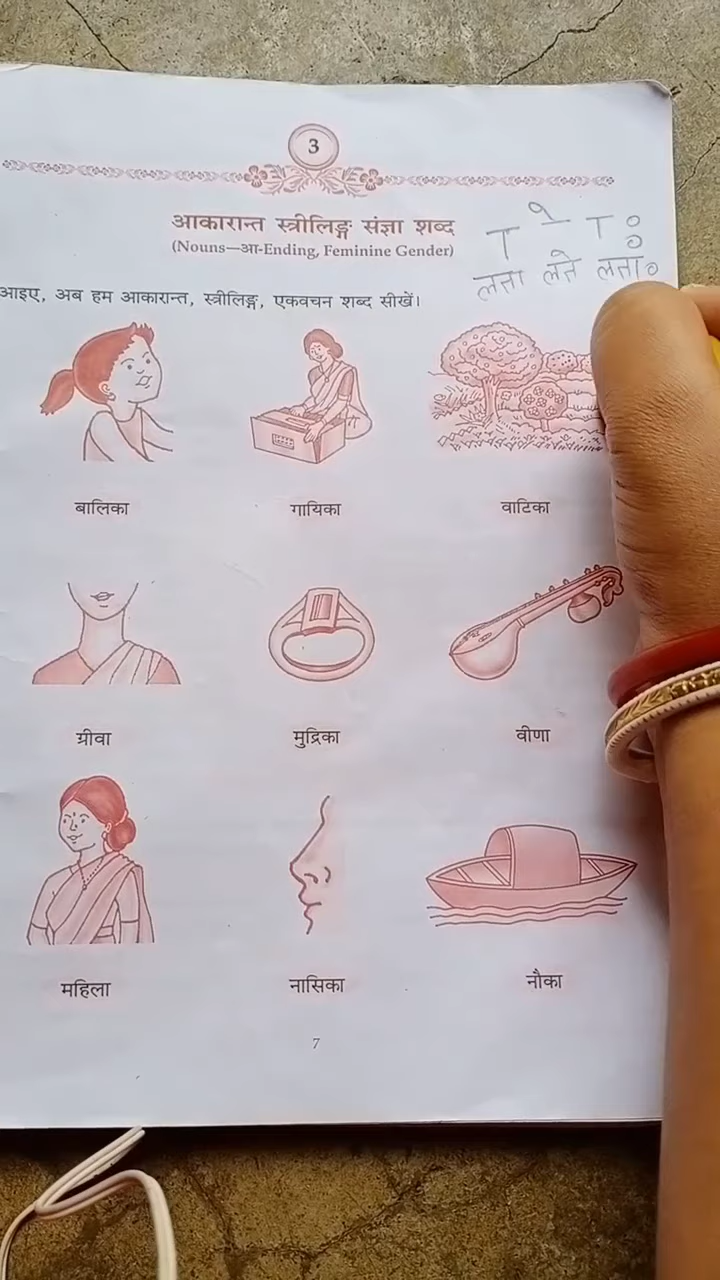 3
आकारान्त स्त्रीलिङ्ग संज्ञा शब्द
(Nouns—आ-Ending, Feminine Gender)
ा े ाः
लता लते लताः
आइए, अब हम आकारान्त, स्त्रीलिङ्ग, एकवचन शब्द सीखें।
बालिका गायिका वाटिका
ग्रीवा मुद्रिका वीणा
महिला नासिका नौका
7